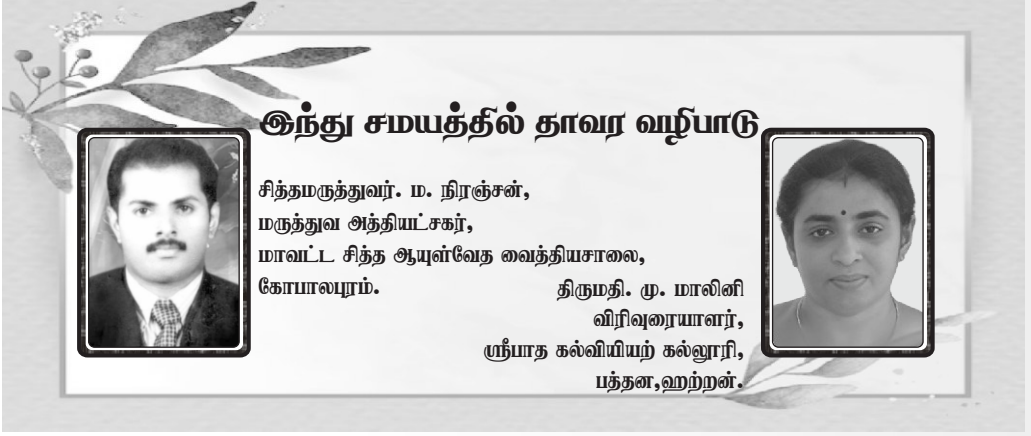 இந்து சமயத்தில் தாவர வழிபாடு
சித்தமருத்துவர். ம. நிரஞ்சன்,
மருத்துவ அத்தியட்சகர்,
மாவட்ட சித்த ஆயுள்வேத வைத்தியசாலை,
கோபாலபுரம்.
திருமதி. மு. மாலினி
விரிவுரையாளர்,
ஸ்ரீபாத கல்வியியற் கல்லூரி,
பத்தன,ஹற்றன்.